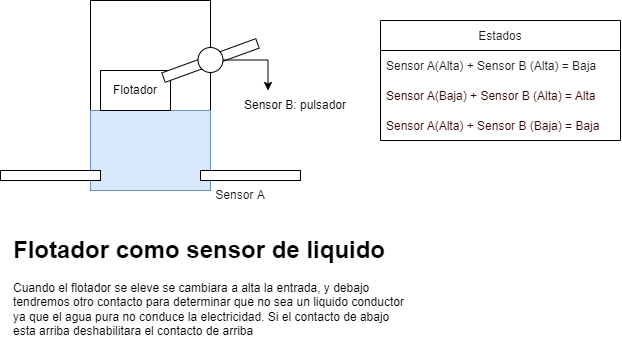 Flotador
Sensor B: pulsador
Sensor A
Estados
Sensor A(Alta) + Sensor B (Alta) = Baja
Sensor A(Baja) + Sensor B (Alta) = Alta
Sensor A(Alta) + Sensor B (Baja) = Baja
Flotador como sensor de liquido
Cuando el flotador se eleve se cambiara a alta la entrada, y debajo
tendremos otro contacto para determinar que no sea un liquido conductor
ya que el agua pura no conduce la electricidad. Si el contacto de abajo
esta arriba deshabilitara el contacto de arriba